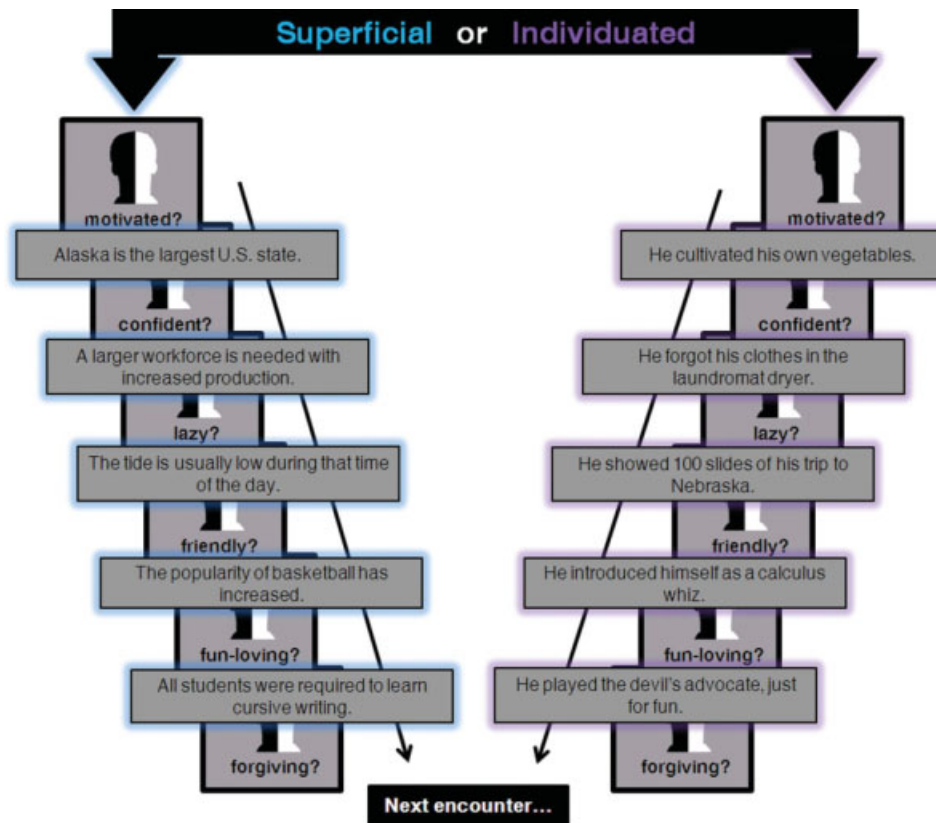 Superficial or Individuated
motivated?
Alaska is the largest U.S. state.
confident?
A larger workforce is needed with
increased production.
lazy?
The tide is usually low during that time
of the day.
friendly?
The popularity of basketball has
increased.
fun-loving?
All students were required to learn
cursive writing.
forgiving?
motivated?
He cultivated his own vegetables.
confident?
He forgot his clothes in the
laundromat dryer.
lazy?
He showed 100 slides of his trip to
Nebraska.
friendly?
He introduced himself as a calculus
whiz.
fun-loving?
He played the devil's advocate, just
for fun.
forgiving?
Next encounter...